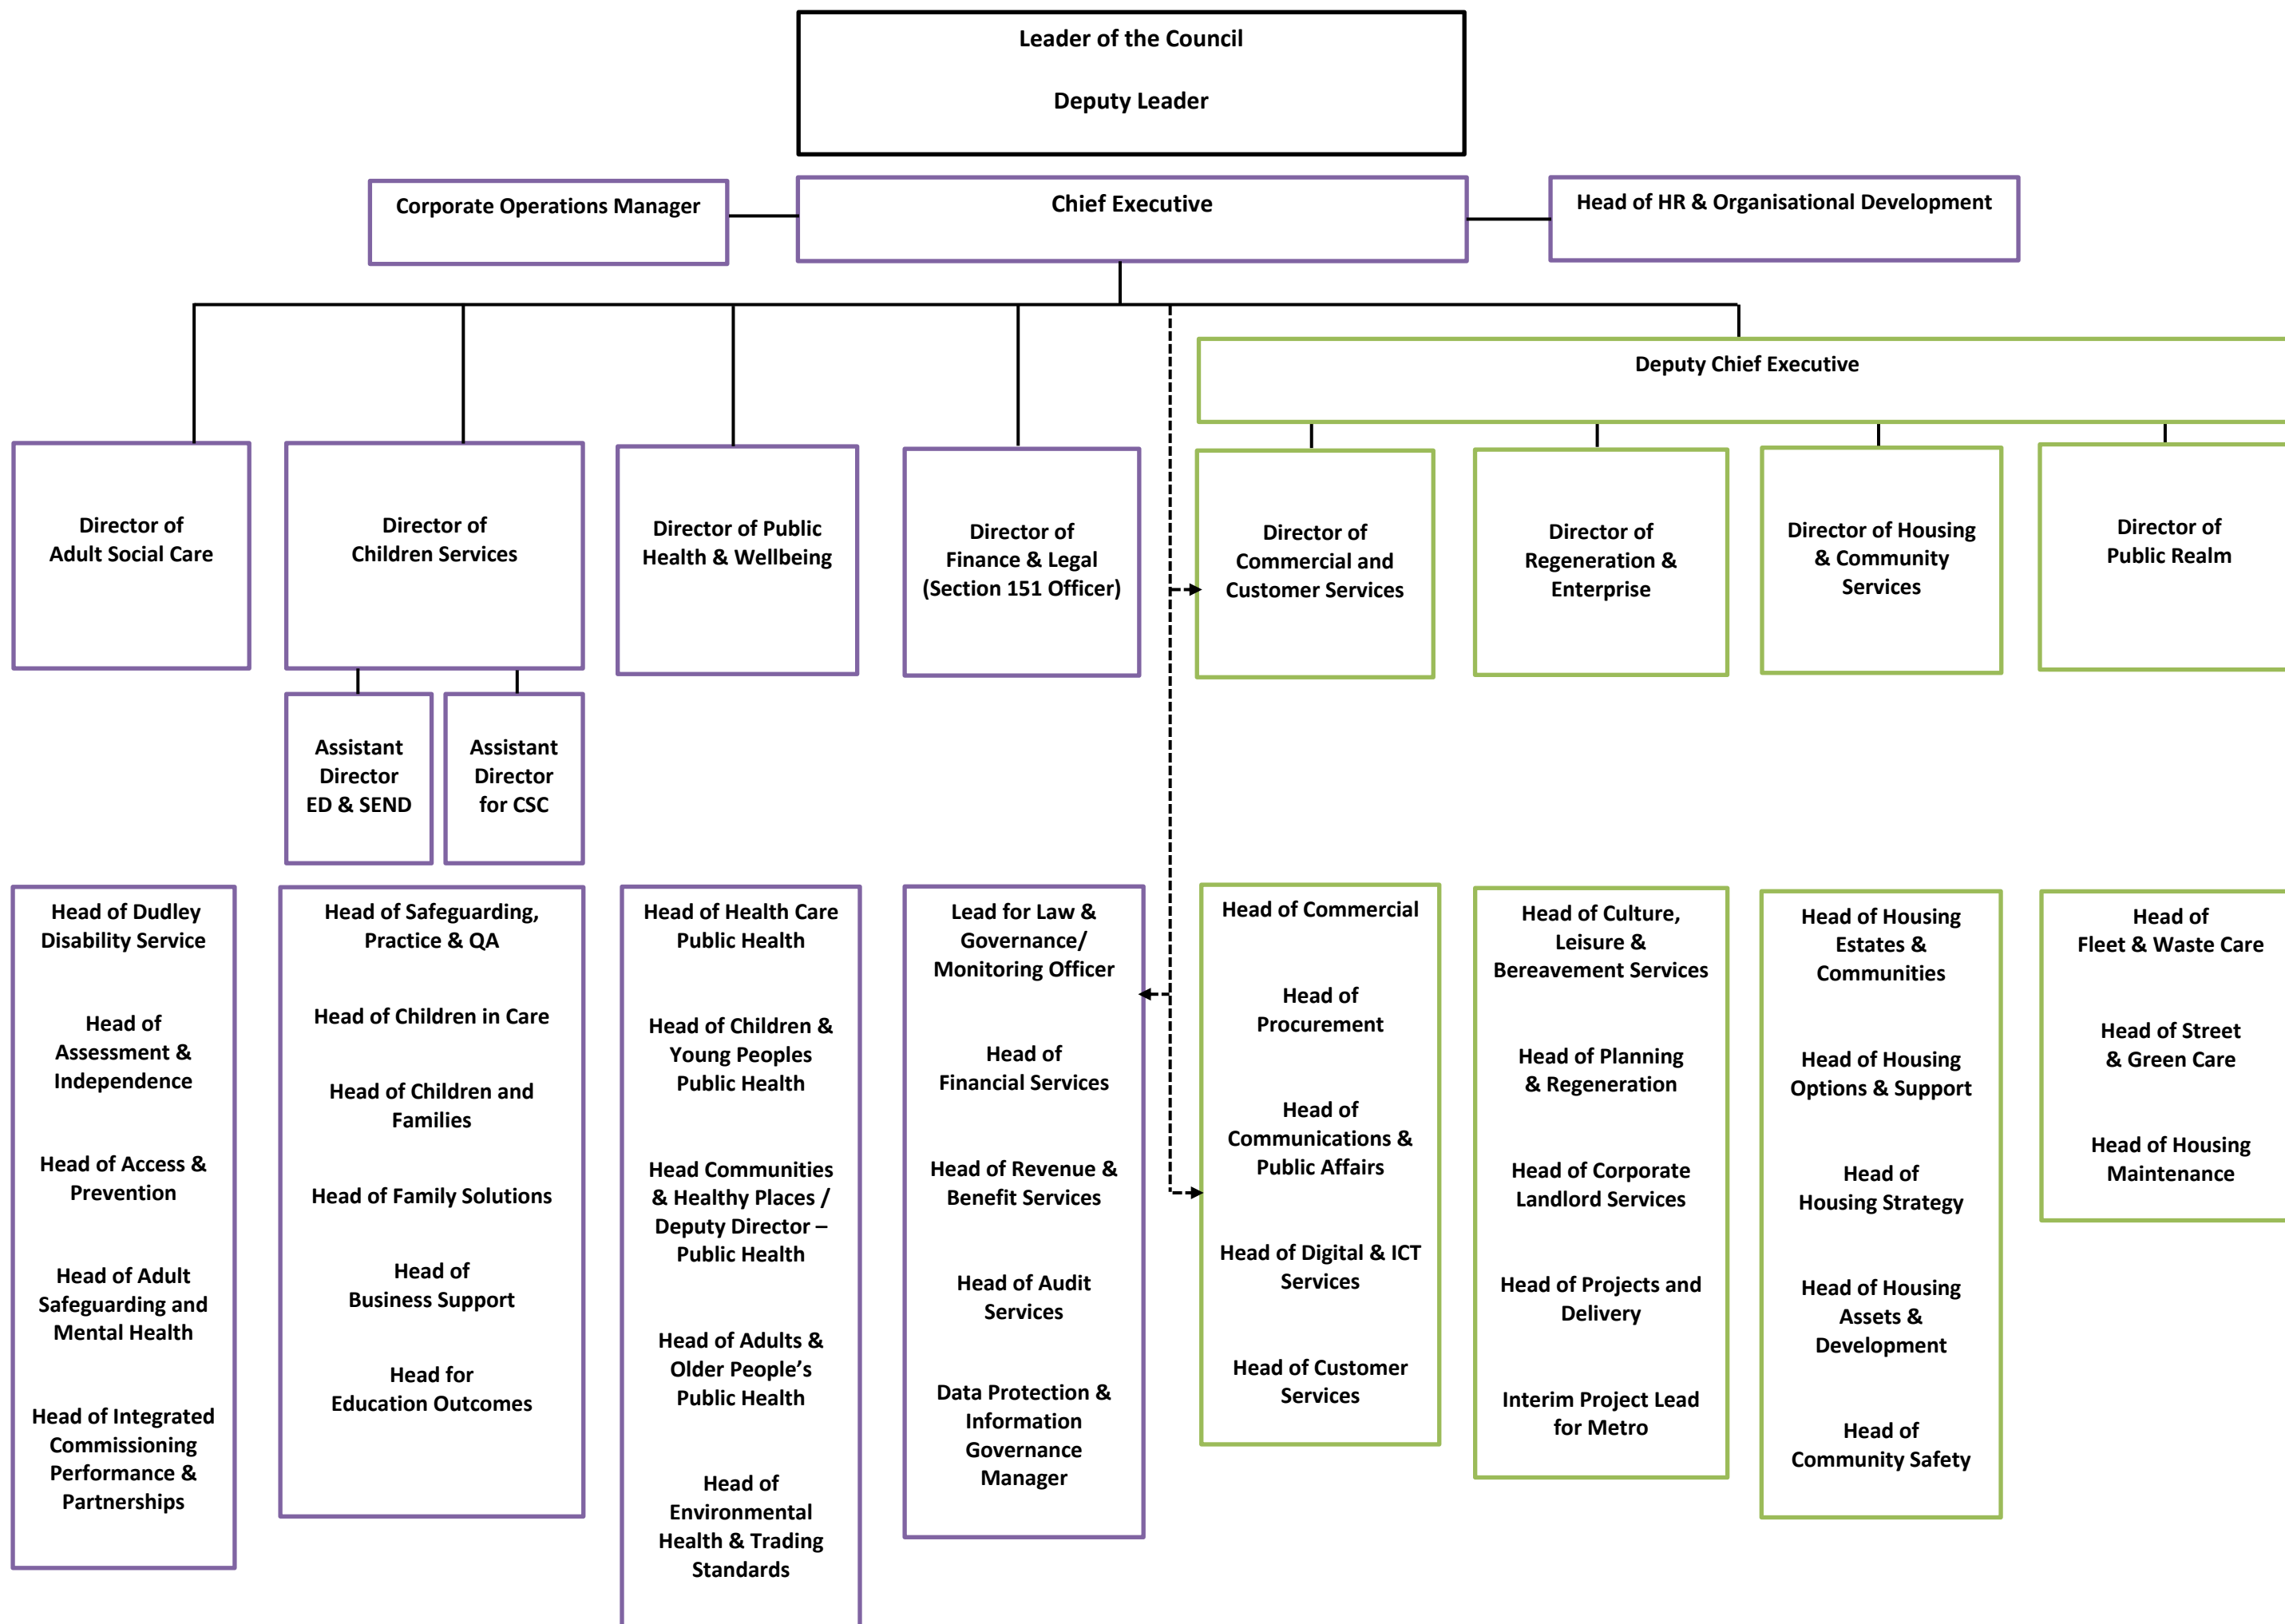 Leader of the Council
Deputy Leader
Corporate Operations Manager
Chief Executive
Head of HR & Organisational Development
Deputy Chief Executive
Director of
Adult Social Care
Director of
Children Services
Director of Public
Health & Wellbeing
Director of
Finance & Legal
(Section 151 Officer)
Director of
Commercial and
Customer Services
Director of
Regeneration &
Enterprise
Director of Housing
& Community
Services
Director of
Public Realm
Assistant
Director
ED & SEND
Assistant
Director
for CSC
Head of Dudley
Disability Service
Head of
Assessment &
Independence
Head of Access &
Prevention
Head of Adult
Safeguarding and
Mental Health
Head of Integrated
Commissioning
Performance &
Partnerships
Head of Safeguarding,
Practice & QA
Head of Children in Care
Head of Children and
Families
Head of Family Solutions
Head of
Business Support
Head for
Education Outcomes
Head of Health Care
Public Health
Head of Children &
Young Peoples
Public Health
Head Communities
& Healthy Places /
Deputy Director –
Public Health
Head of Adults &
Older People’s
Public Health
Head of
Environmental
Health & Trading
Standards
Lead for Law &
Governance/
Monitoring Officer
Head of
Financial Services
Head of Revenue &
Benefit Services
Head of Audit
Services
Data Protection &
Information
Governance
Manager
Head of Commercial
Head of
Procurement
Head of
Communications &
Public Affairs
Head of Digital & ICT
Services
Head of Customer
Services
Head of Culture,
Leisure &
Bereavement Services
Head of Planning
& Regeneration
Head of Corporate
Landlord Services
Head of Projects and
Delivery
Interim Project Lead
for Metro
Head of Housing
Estates &
Communities
Head of Housing
Options & Support
Head of
Housing Strategy
Head of Housing
Assets &
Development
Head of
Community Safety
Head of
Fleet & Waste Care
Head of Street
& Green Care
Head of Housing
Maintenance